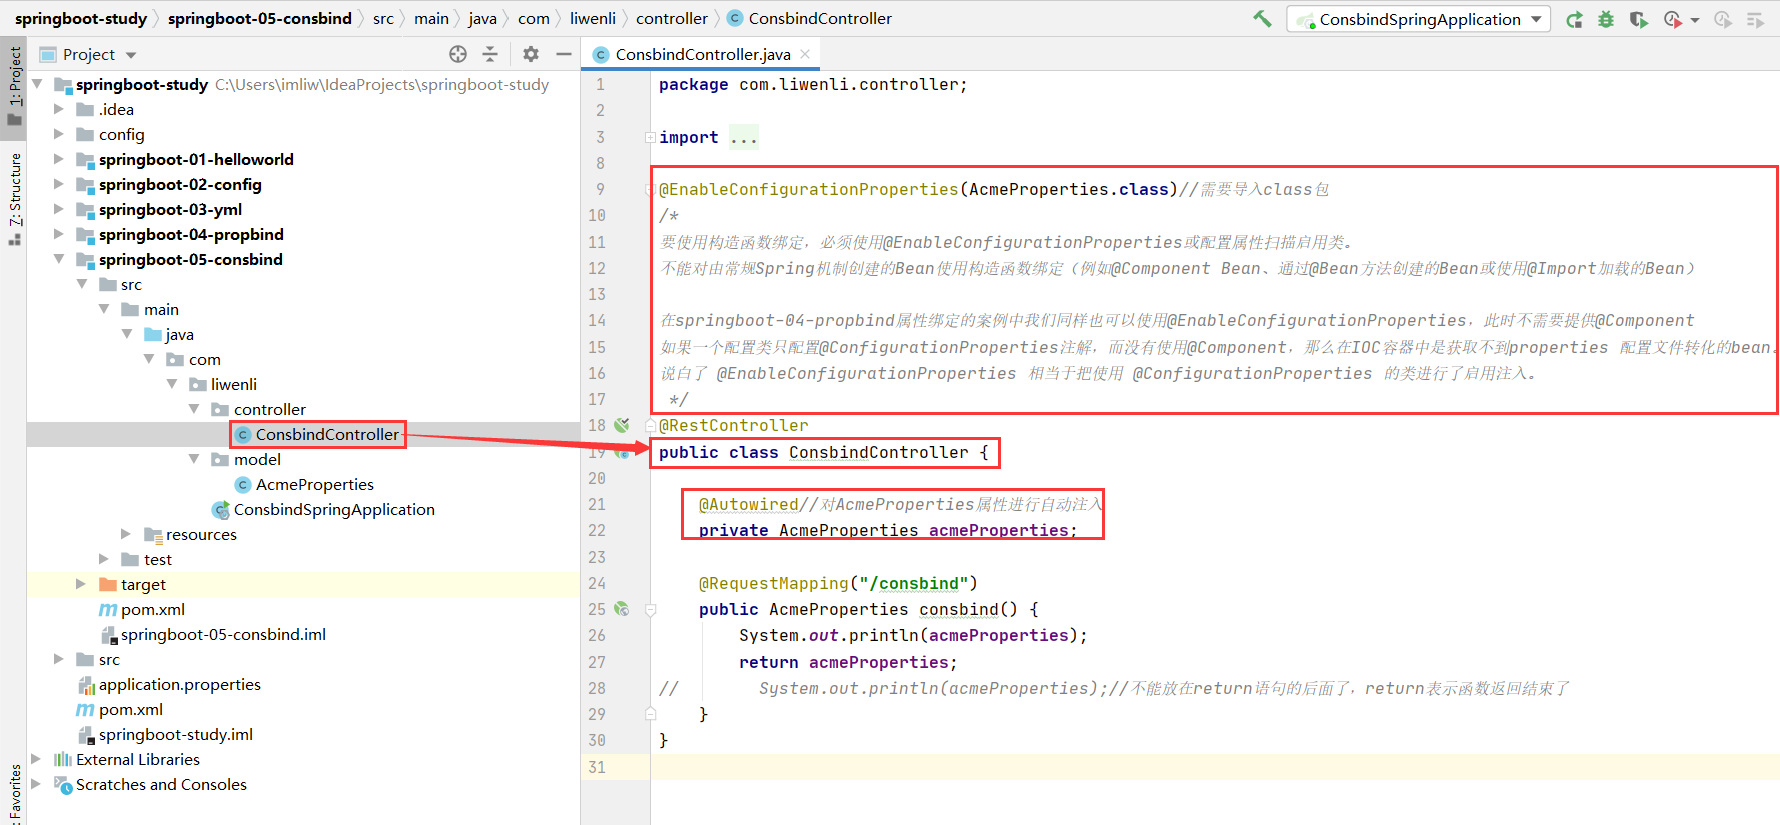 springboot-study springboot-05-consbind src main java com liwenli controller ConsbindController
ConsbindSpringApplication
1: Project
7: Structure
Favorites
Project
springboot-study C:\Users\imliw\IdeaProjects\springboot-study
.idea
config
springboot-01-helloworld
springboot-02-config
springboot-03-yml
springboot-04-propbind
springboot-05-consbind
src
main
java
com
liwenli
controller
ConsbindController
model
AcmeProperties
ConsbindSpringApplication
resources
test
target
pom.xml
springboot-05-consbind.iml
src
application.properties
pom.xml
springboot-study.iml
External Libraries
Scratches and Consoles
ConsbindController.java
1 package com.liwenli.controller;
2
3 import ...
8
9 @EnableConfigurationProperties(AcmeProperties.class)//需要导入class包
10 /*
11 要使用构造函数绑定，必须使用@EnableConfigurationProperties或配置属性扫描启用类。
12 不能对由常规Spring机制创建的Bean使用构造函数绑定（例如@Component Bean、通过@Bean方法创建的Bean或使用@Import加载的Bean）
13
14 在springboot-04-propbind属性绑定的案例中我们同样也可以使用@EnableConfigurationProperties，此时不需要提供@Component
15 如果一个配置类只配置@ConfigurationProperties注解，而没有使用@Component，那么在IOC容器中是获取不到properties 配置文件转化的bean。
16 说白了 @EnableConfigurationProperties 相当于把使用 @ConfigurationProperties 的类进行了启用注入。
17 */
18 @RestController
19 public class ConsbindController {
20
21 @Autowired//对AcmeProperties属性进行自动注入
22 private AcmeProperties acmeProperties;
23
24 @RequestMapping("/consbind")
25 public AcmeProperties consbind() {
26 System.out.println(acmeProperties);
27 return acmeProperties;
28 // System.out.println(acmeProperties);//不能放在return语句的后面了，return表示函数返回结束了
29 }
30 }
31